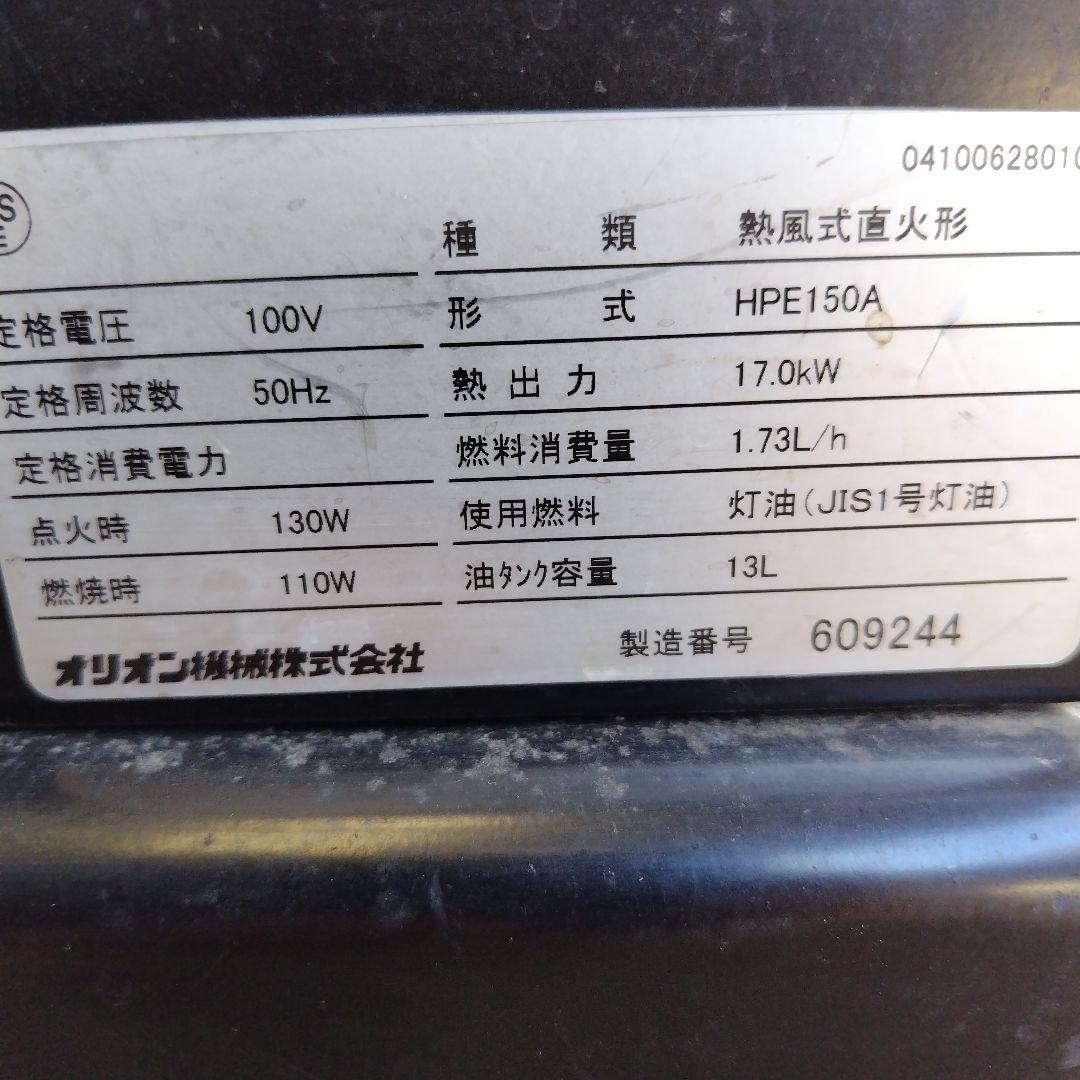 04100628010
S
E
種類 熱風式直火形
形式 HPE150A
熱出力 17.0kW
燃料消費量 1.73L/h
使用燃料 灯油(JIS1号灯油)
油タンク容量 13L
定格電圧 100V
定格周波数 50Hz
定格消費電力
点火時 130W
燃焼時 110W
オリオン機械株式会社
製造番号 609244